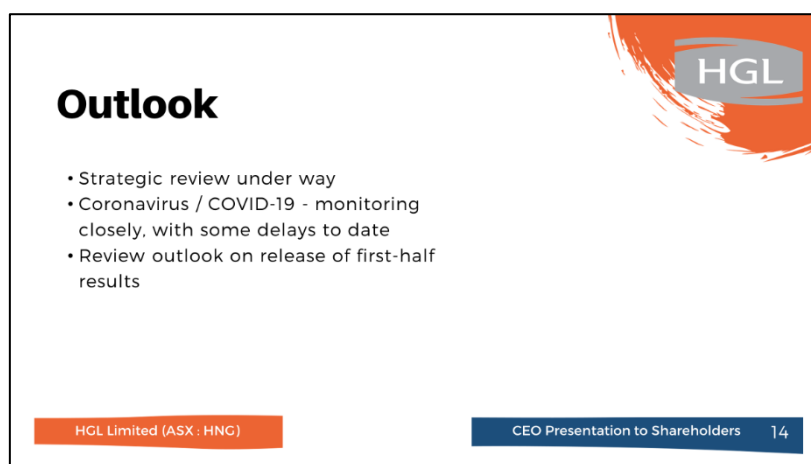 HGL
Outlook
• Strategic review under way
• Coronavirus / COVID-19 - monitoring
closely, with some delays to date
• Review outlook on release of first-half
results
HGL Limited (ASX : HNG)
CEO Presentation to Shareholders 14